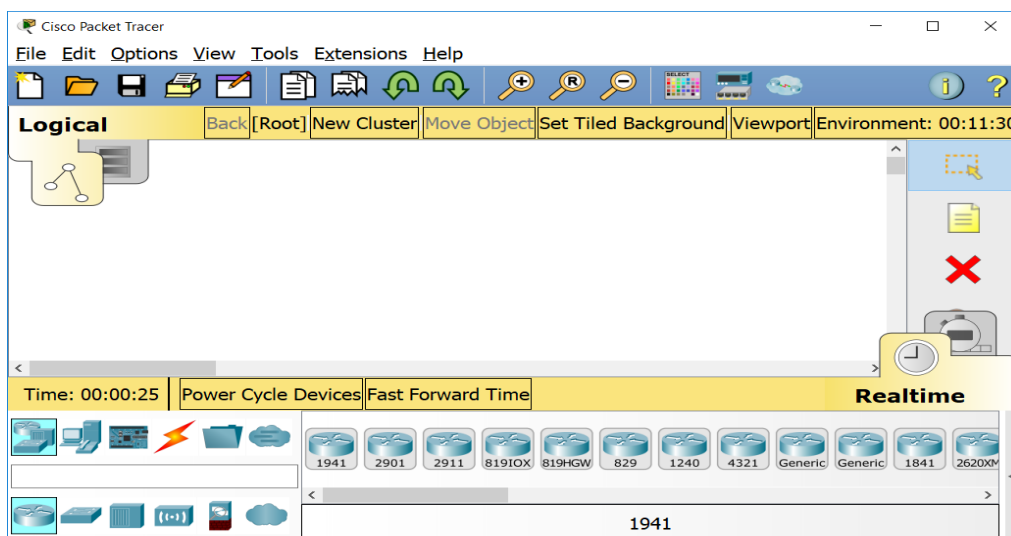 Cisco Packet Tracer
File Edit Options View Tools Extensions Help
SELECT
Logical Back [Root] New Cluster Move Object Set Tiled Background Viewport Environment: 00:11:30
Time: 00:00:25 Power Cycle Devices Fast Forward Time Realtime
1941 2901 2911 819IOX 819HGW 829 1240 4321 Generic Generic 1841 2620XM
1941